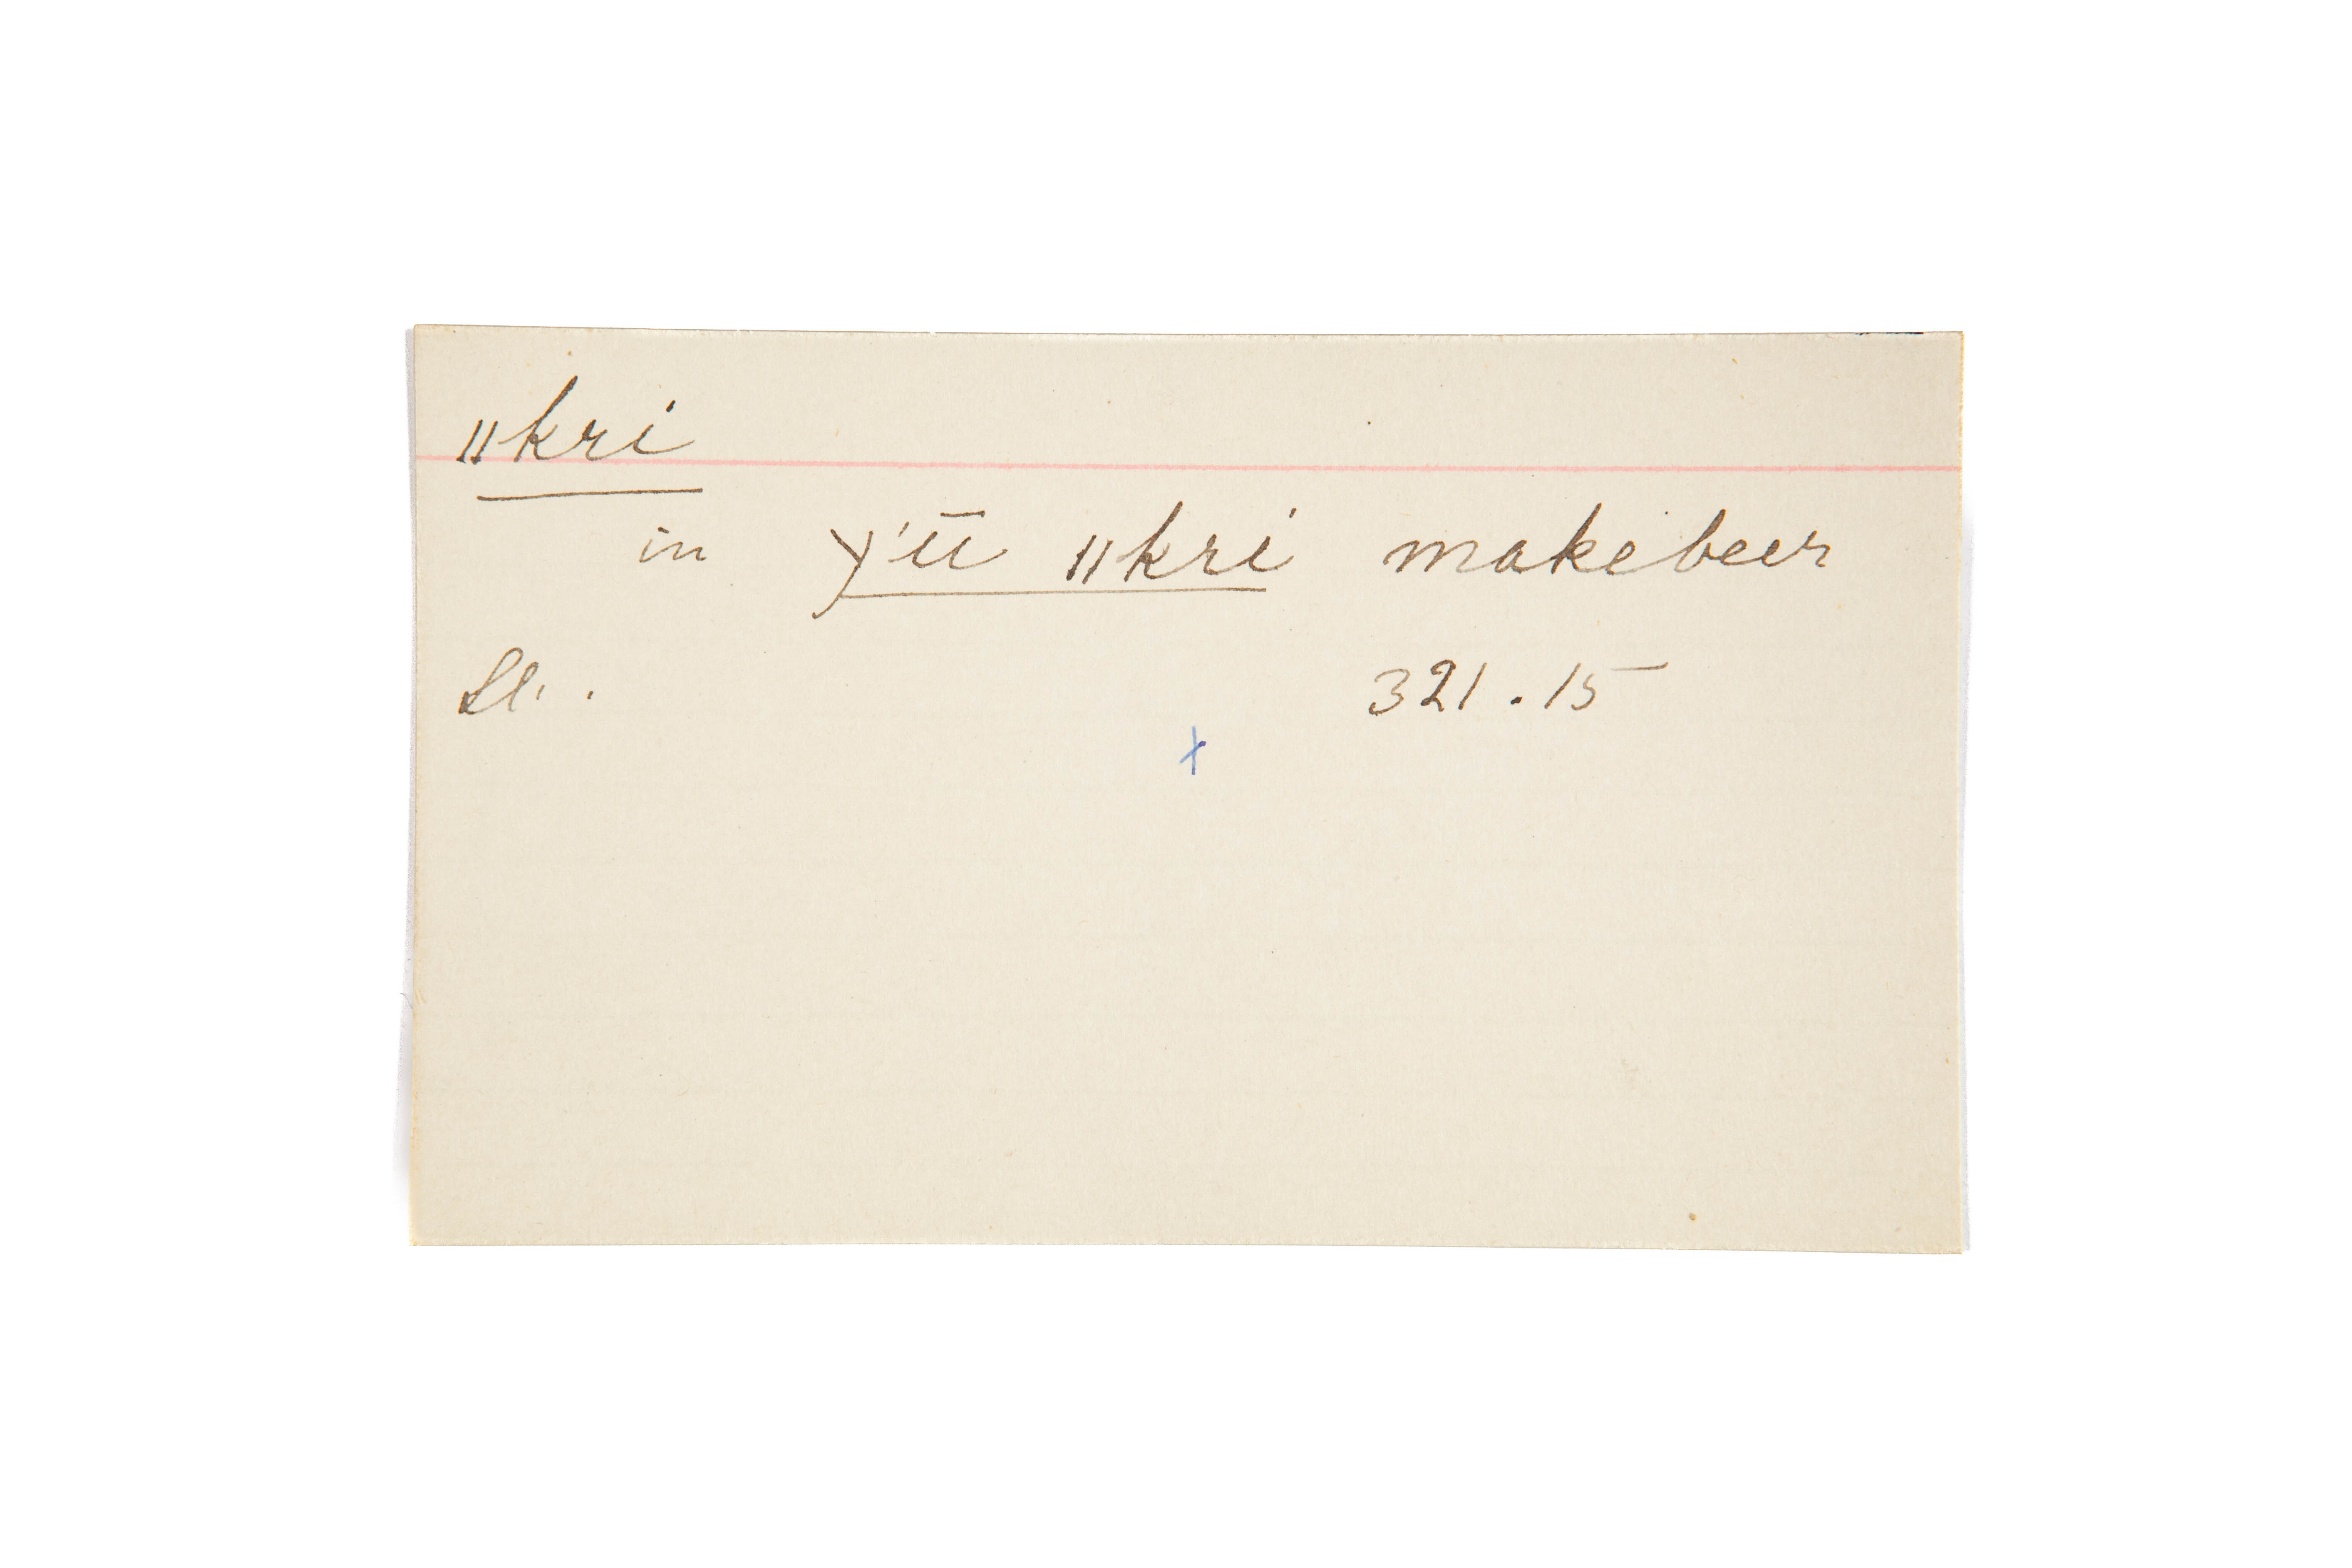 ǁkri
in χ'ū ǁkri make beer
Ll. . 321.15
x